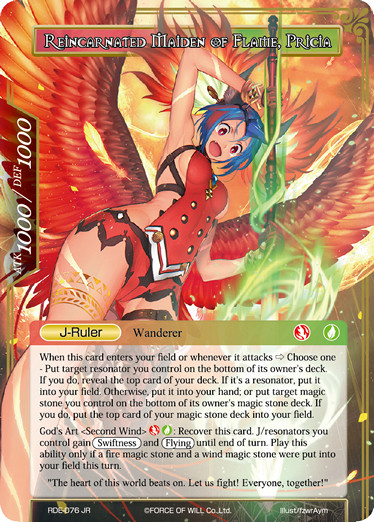 Reincarnated Maiden of Flame, Pricia
ATK 1000 / DEF 1000
J-Ruler Wanderer
When this card enters your field or whenever it attacks ⇨ Choose one
- Put target resonator you control on the bottom of its owner's deck.
If you do, reveal the top card of your deck. If it's a resonator, put it
into your field. Otherwise, put it into your hand; or put target magic
stone you control on the bottom of its owner's magic stone deck. If
you do, put the top card of your magic stone deck into your field.
God's Art <Second Wind> : Recover this card. J/resonators you
control gain Swiftness and Flying until end of turn. Play this
ability only if a fire magic stone and a wind magic stone were put into
your field this turn.
"The heart of this world beats on. Let us fight! Everyone, together!"
RDE-076 JR ©FORCE OF WILL Co.,Ltd. Illust/fzwrAym